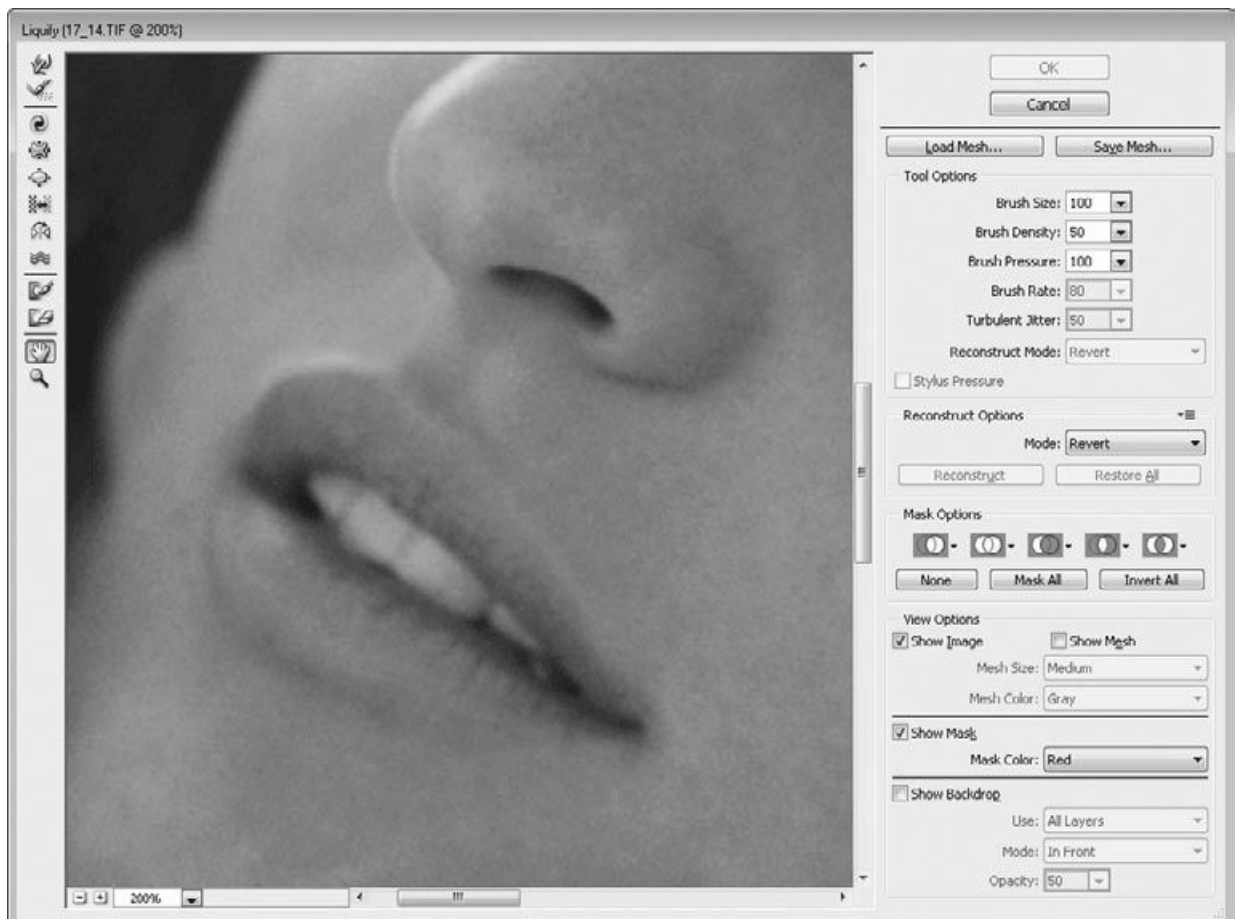 Liquify (17_14.TIF @ 200%)
OK
Cancel
Load Mesh...
Save Mesh...
Tool Options
Brush Size: 100
Brush Density: 50
Brush Pressure: 100
Brush Rate: 80
Turbulent Jitter: 50
Reconstruct Mode: Revert
Stylus Pressure
Reconstruct Options
Mode: Revert
Reconstruct
Restore All
Mask Options
None
Mask All
Invert All
View Options
Show Image
Show Mesh
Mesh Size: Medium
Mesh Color: Gray
Show Mask
Mask Color: Red
Show Backdrop
Use: All Layers
Mode: In Front
Opacity: 50
200%